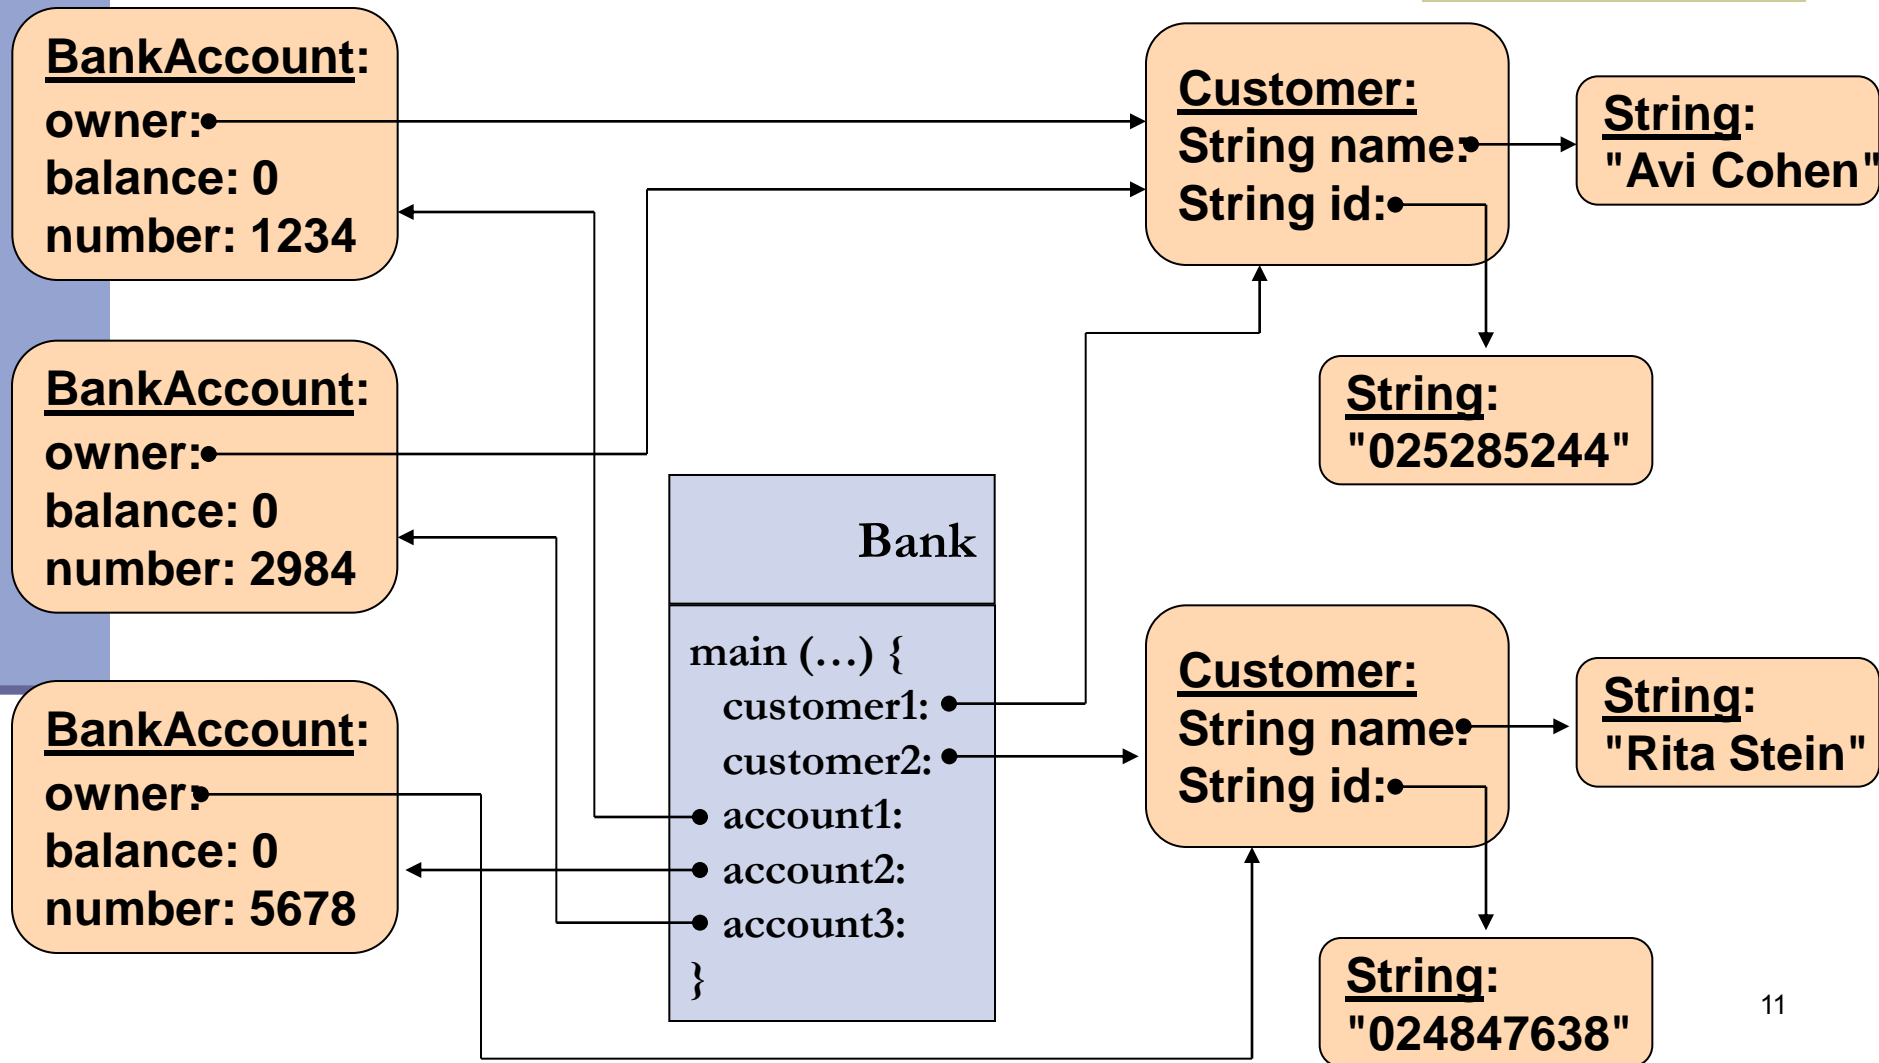 BankAccount:
owner:
balance: 0
number: 1234
Customer:
String name:
String id:
String:
"Avi Cohen"
String:
"025285244"
BankAccount:
owner:
balance: 0
number: 2984
Bank
main (…) {
customer1:
customer2:
account1:
account2:
account3:
}
BankAccount:
owner:
balance: 0
number: 5678
Customer:
String name:
String id:
String:
"Rita Stein"
String:
"024847638"
11